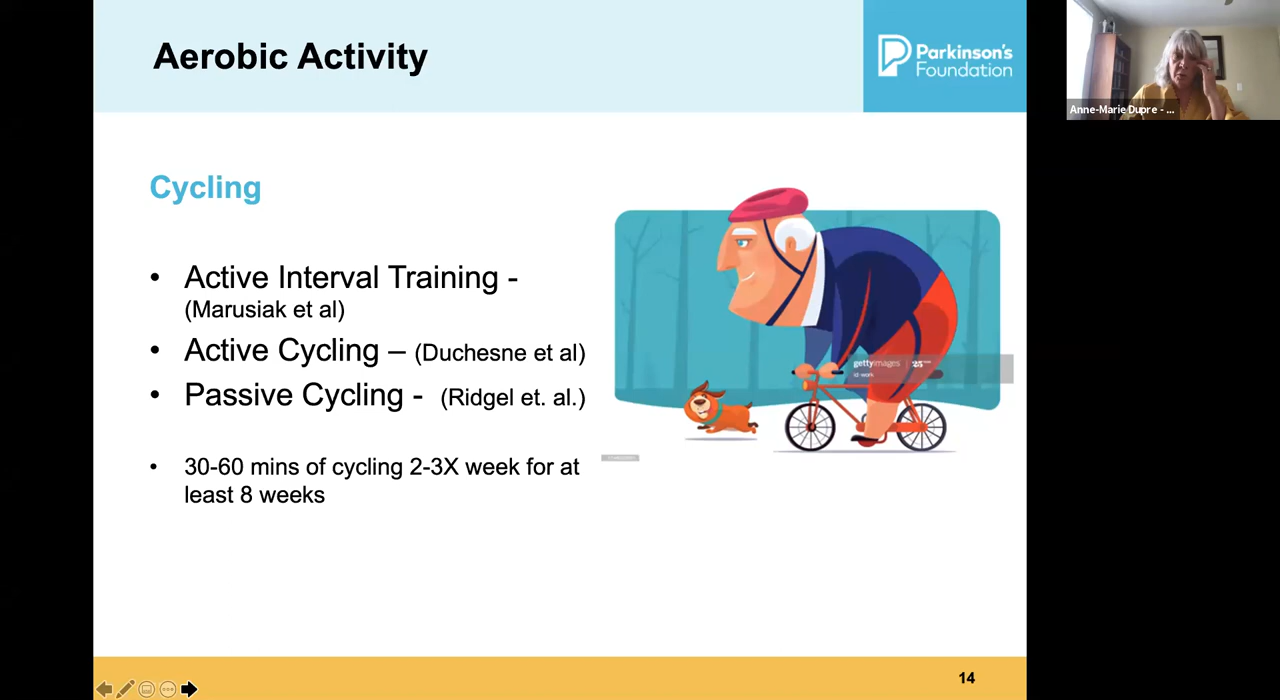 Aerobic Activity
Parkinson's
Foundation
Anne-Marie Dupre - ...
Cycling
• Active Interval Training -
(Marusiak et al)
• Active Cycling – (Duchesne et al)
• Passive Cycling - (Ridgel et. al.)
• 30-60 mins of cycling 2-3X week for at
least 8 weeks
gettyimages
14